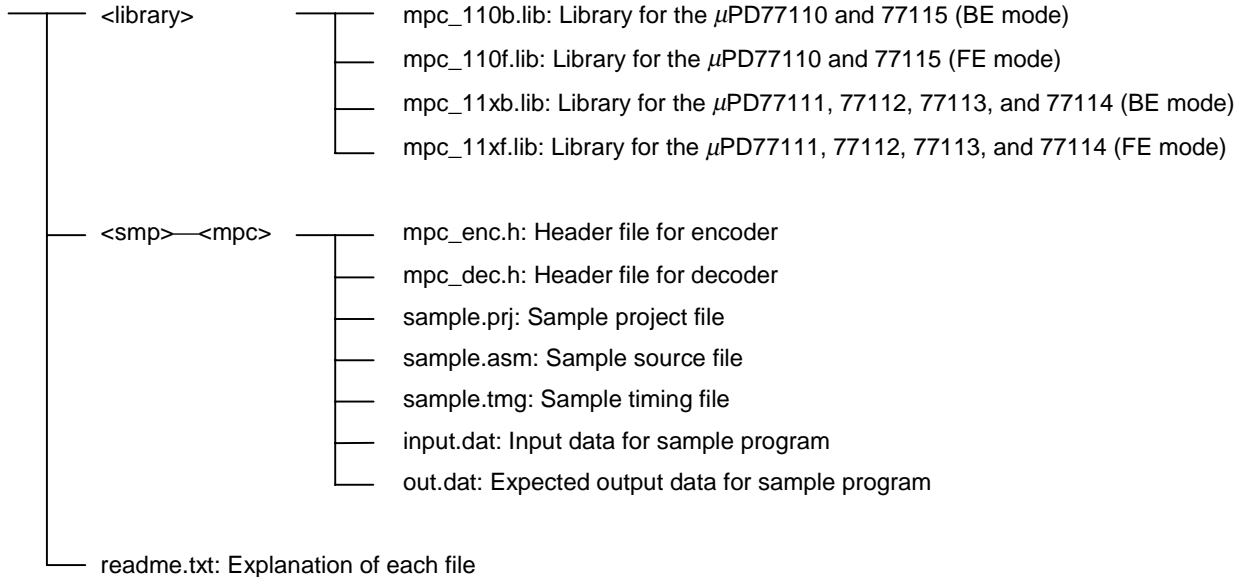 <library>
mpc_110b.lib: Library for the μPD77110 and 77115 (BE mode)
mpc_110f.lib: Library for the μPD77110 and 77115 (FE mode)
mpc_11xb.lib: Library for the μPD77111, 77112, 77113, and 77114 (BE mode)
mpc_11xf.lib: Library for the μPD77111, 77112, 77113, and 77114 (FE mode)
<smp> <mpc>
mpc_enc.h: Header file for encoder
mpc_dec.h: Header file for decoder
sample.prj: Sample project file
sample.asm: Sample source file
sample.tmg: Sample timing file
input.dat: Input data for sample program
out.dat: Expected output data for sample program
readme.txt: Explanation of each file